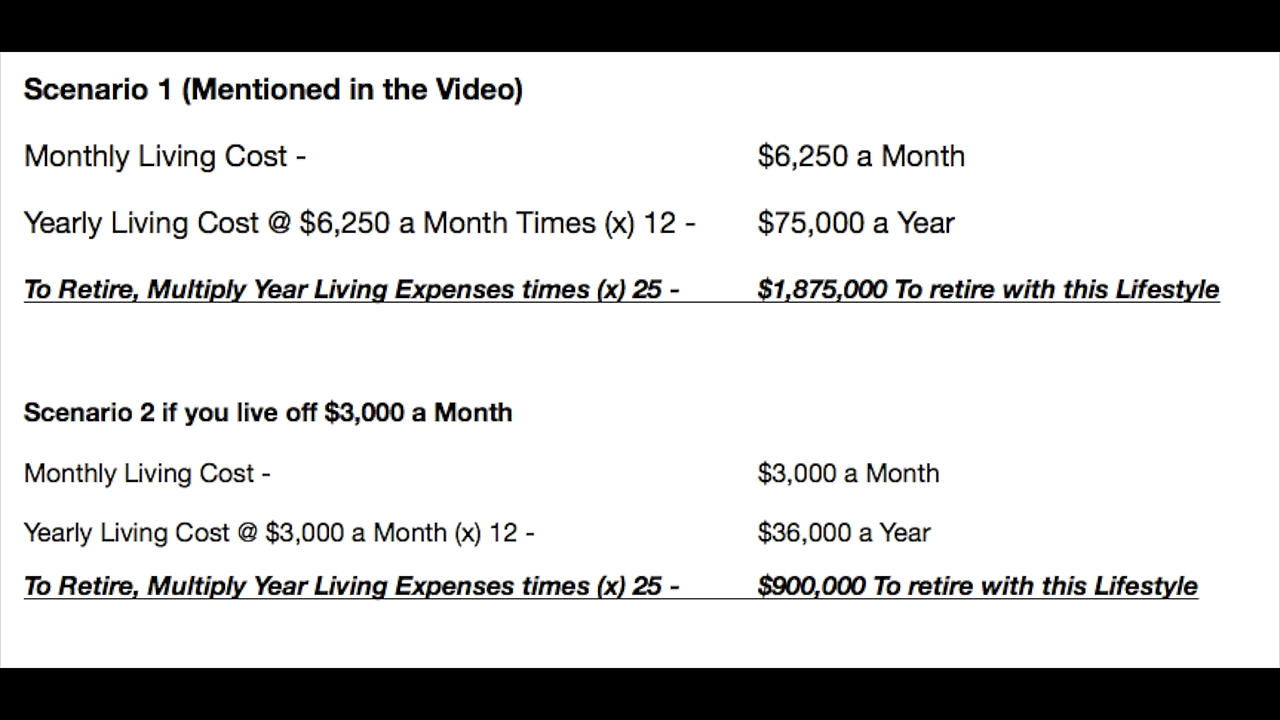 Scenario 1 (Mentioned in the Video)
Monthly Living Cost - $6,250 a Month
Yearly Living Cost @ $6,250 a Month Times (x) 12 - $75,000 a Year
To Retire, Multiply Year Living Expenses times (x) 25 - $1,875,000 To retire with this Lifestyle
Scenario 2 if you live off $3,000 a Month
Monthly Living Cost - $3,000 a Month
Yearly Living Cost @ $3,000 a Month (x) 12 - $36,000 a Year
To Retire, Multiply Year Living Expenses times (x) 25 - $900,000 To retire with this Lifestyle